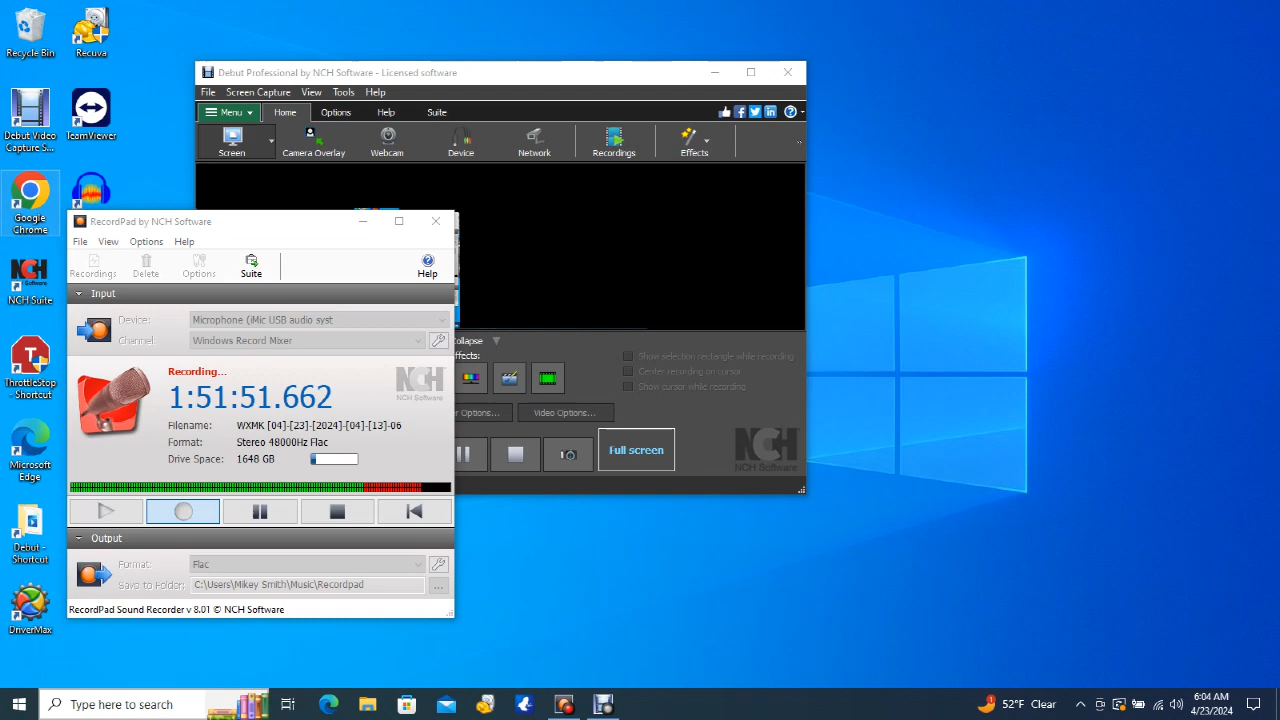 Recycle Bin
Recuva
Debut Video
Capture S...
TeamViewer
Google
Chrome
NCH
Software
NCH Suite
ThrottleStop
- Shortcut
Microsoft
Edge
Debut -
Shortcut
DriverMax
Debut Professional by NCH Software - Licensed software
File Screen Capture View Tools Help
Menu Home Options Help Suite
Screen Camera Overlay Webcam Device Network Recordings Effects
RecordPad by NCH Software
File View Options Help
Recordings Delete Options Suite Help
Input
Device: Microphone (iMic USB audio syst
Channel: Windows Record Mixer
Recording...
1:51:51.662
NCH
NCH Software
Filename: WXMK [04]-[23]-[2024]-[04]-[13]-06
Format: Stereo 48000Hz Flac
Drive Space: 1648 GB
Output
Format: Flac
Save to Folder: C:\Users\Mikey Smith\Music\Recordpad
...
RecordPad Sound Recorder v 8.01 © NCH Software
ollapse
ffects:
Show selection rectangle while recording
Center recording on cursor
Show cursor while recording
r Options... Video Options...
Full screen
NCH
NCH Software
Type here to search
52°F Clear
6:04 AM
4/23/2024